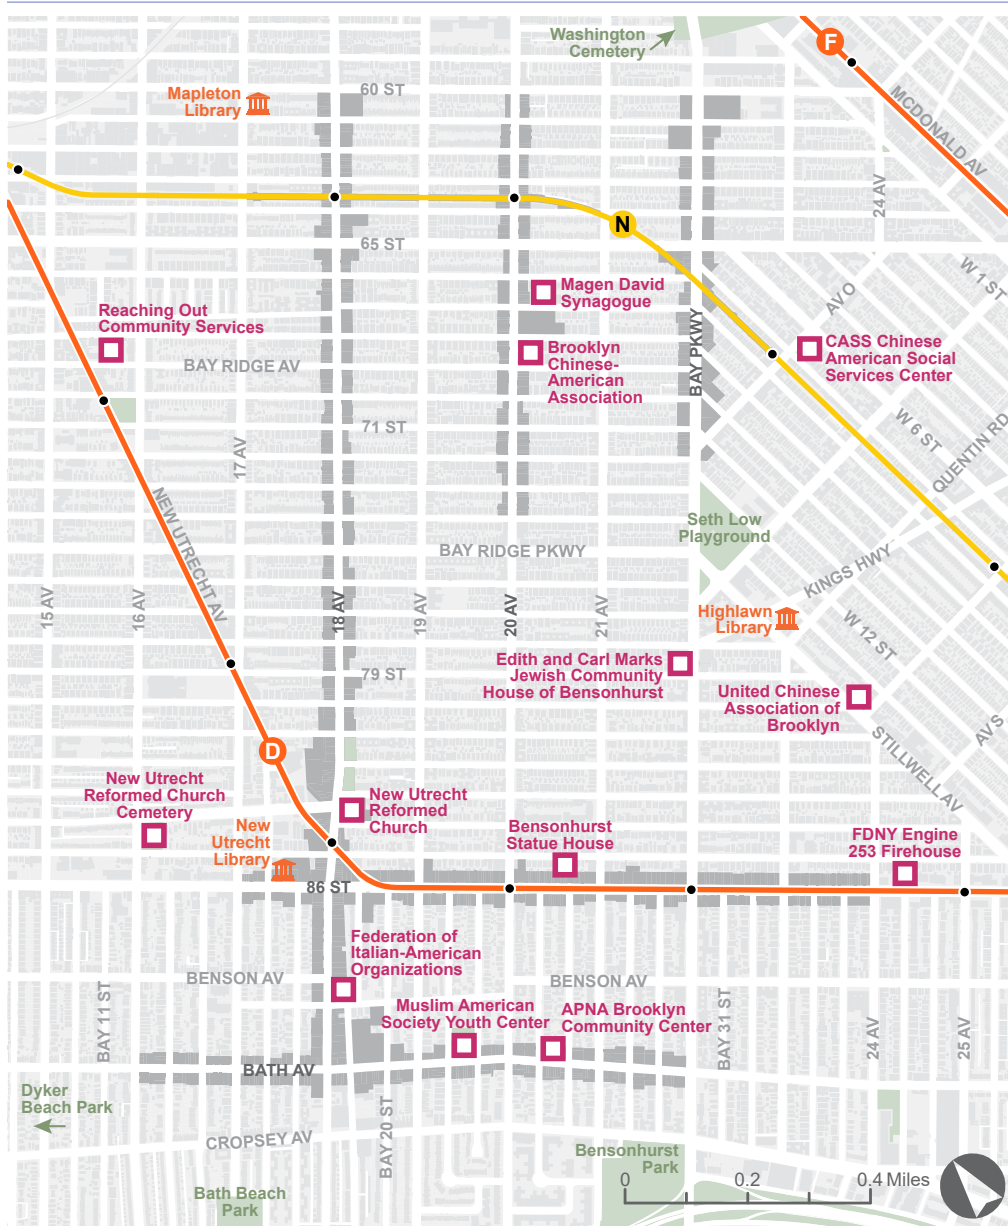 Washington
Cemetery
F
Mapleton
Library
60 ST
MCDONALD AV
24 AV
N
65 ST
W 1 ST
AV O
Magen David
Synagogue
Reaching Out
Community Services
BAY PKWY
CASS Chinese
American Social
Services Center
Brooklyn
Chinese-
American
Association
BAY RIDGE AV
71 ST
W 6 ST
QUENTIN RD
17 AV
NEW UTRECHT AV
Seth Low
Playground
BAY RIDGE PKWY
KINGS HWY
15 AV
16 AV
18 AV
19 AV
20 AV
21 AV
Highlawn
Library
W 12 ST
Edith and Carl Marks
Jewish Community
House of Bensonhurst
79 ST
United Chinese
Association of
Brooklyn
AV S
STILLWELL AV
D
New Utrecht
Reformed Church
Cemetery
New Utrecht
Reformed
Church
New
Utrecht
Library
Bensonhurst
Statue House
FDNY Engine
253 Firehouse
86 ST
Federation of
Italian-American
Organizations
BENSON AV
BENSON AV
Muslim American
Society Youth Center
APNA Brooklyn
Community Center
BAY 11 ST
BAY 31 ST
24 AV
25 AV
BATH AV
Dyker
Beach Park
BAY 20 ST
CROPSEY AV
Bensonhurst
Park
Bath Beach
Park
0 0.2 0.4 Miles